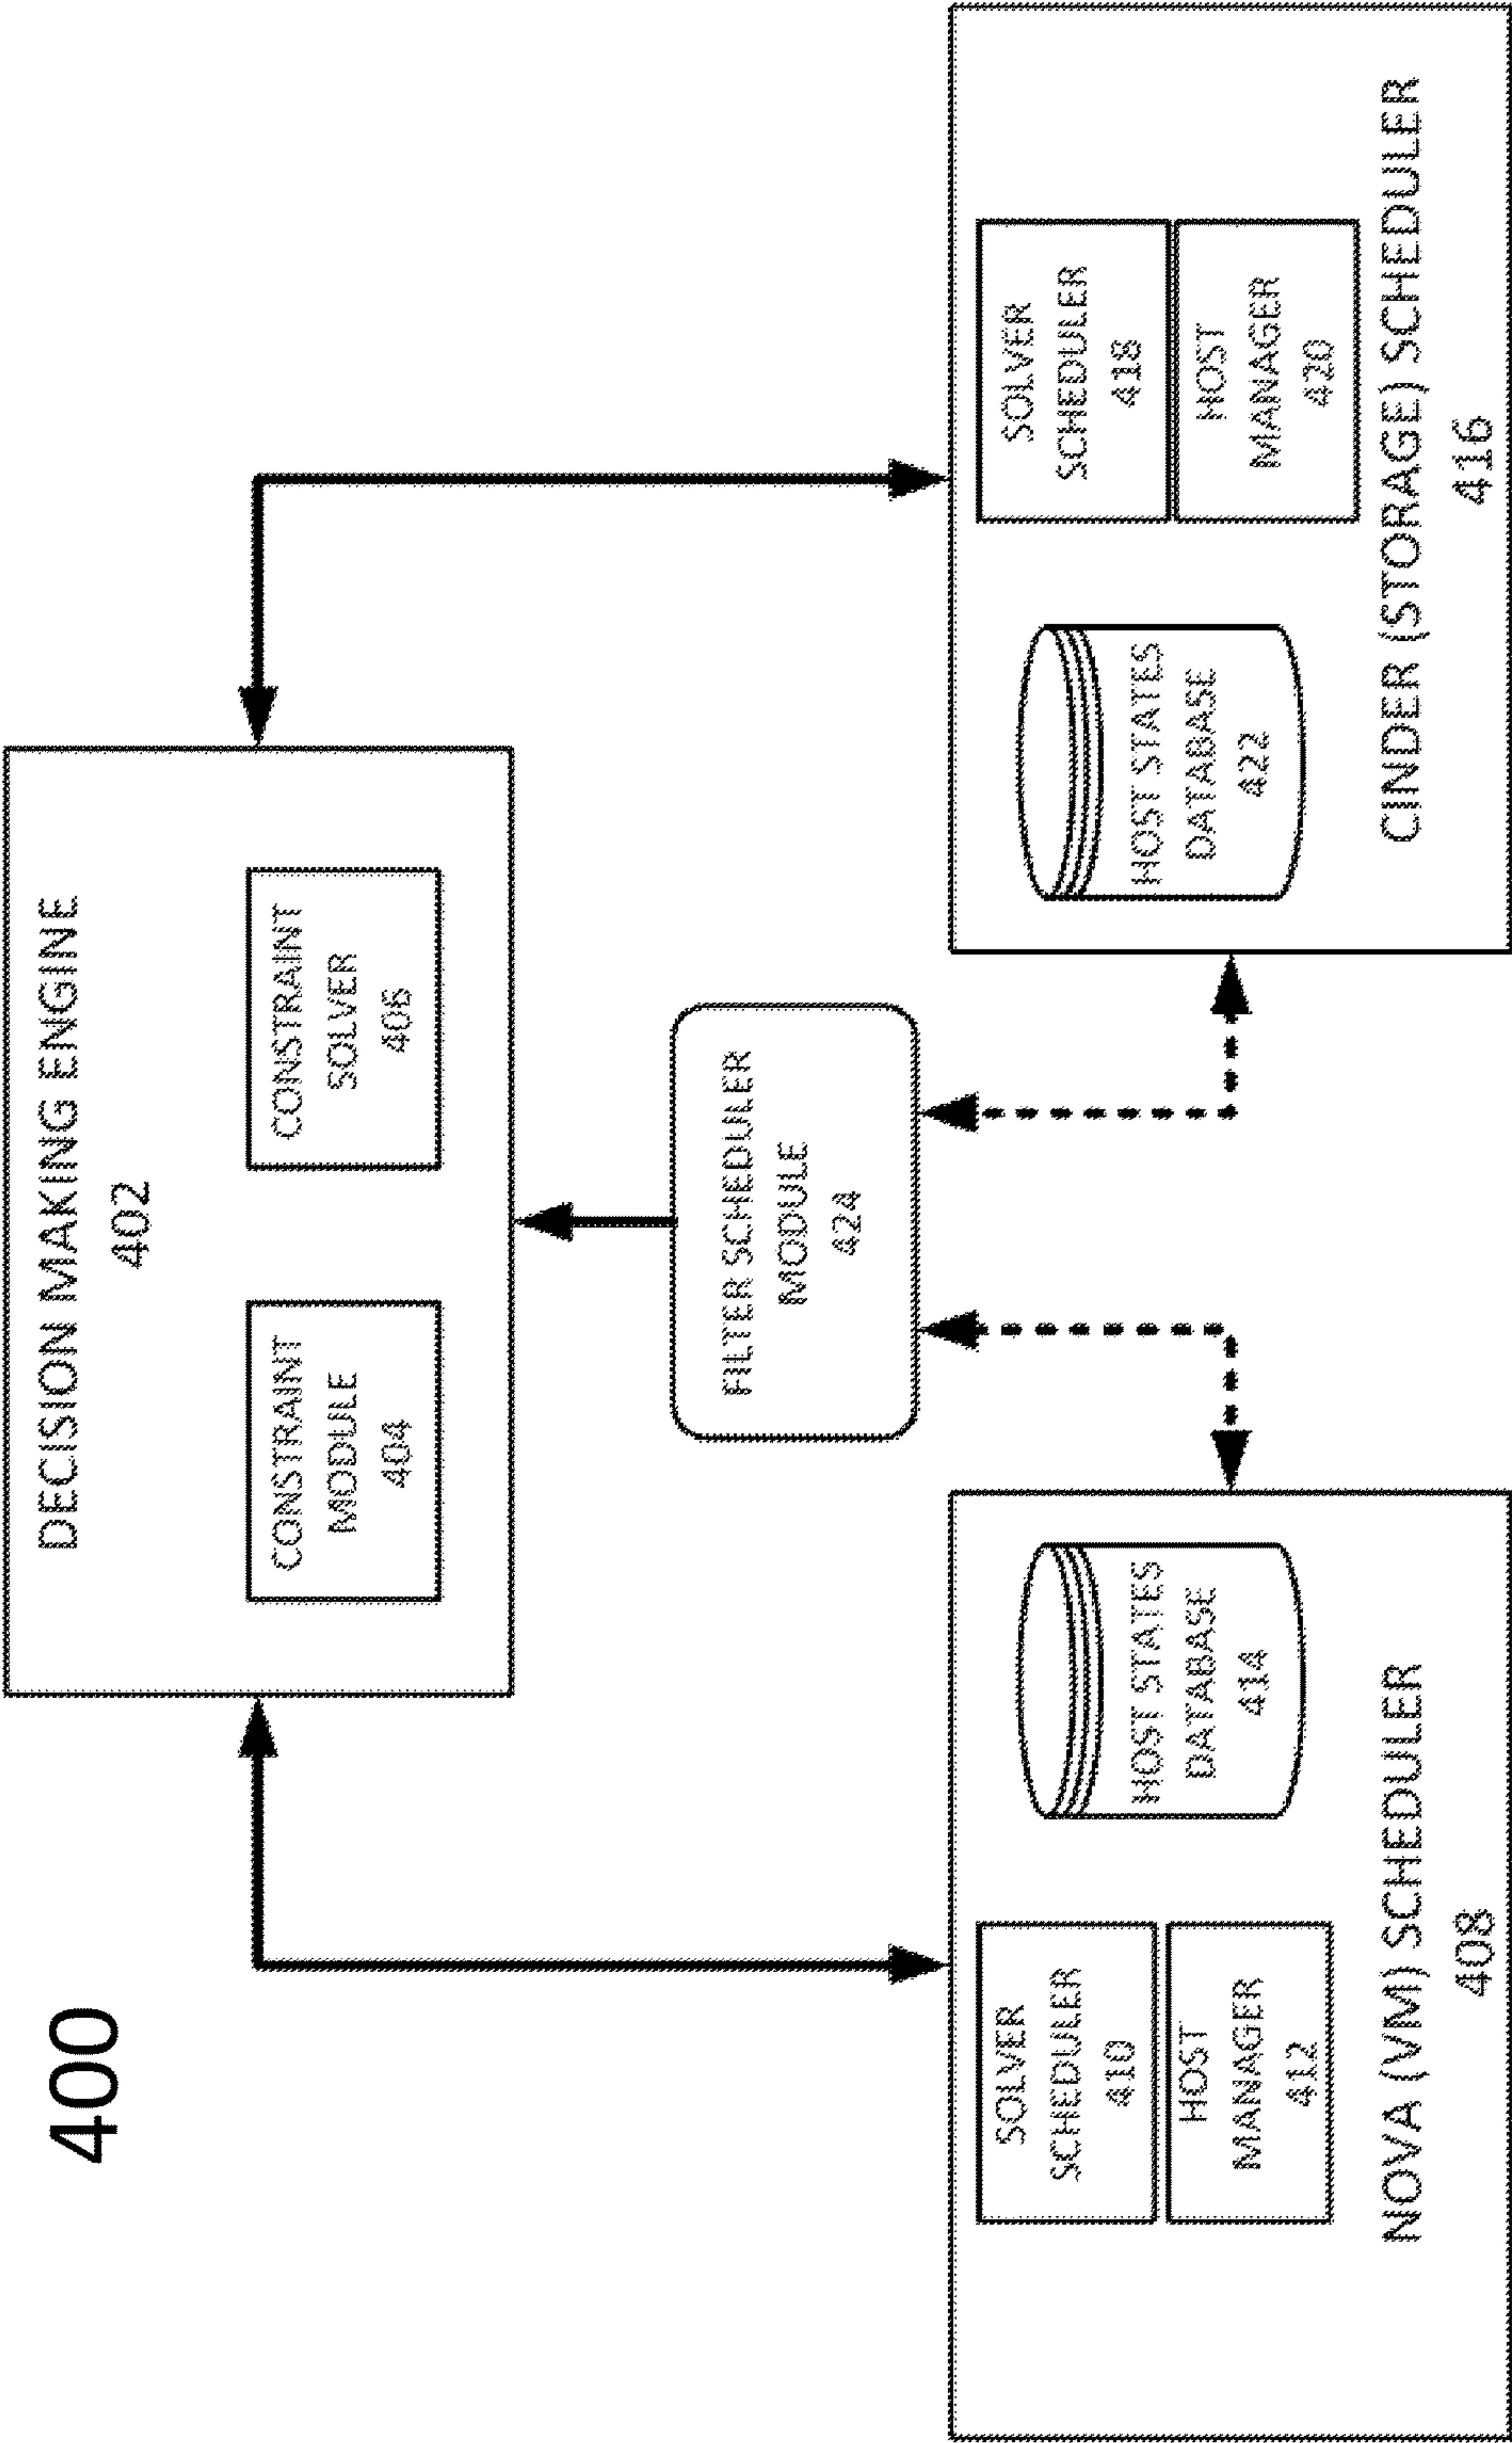 400
DECISION MAKING ENGINE
402
CONSTRAINT
MODULE
404
CONSTRAINT
SOLVER
406
FILTER SCHEDULER
MODULE
424
SOLVER
SCHEDULER
410
HOST
MANAGER
412
HOST STATES
DATABASE
414
NOVA (VM) SCHEDULER
408
HOST STATES
DATABASE
422
SOLVER
SCHEDULER
418
HOST
MANAGER
420
CINDER (STORAGE) SCHEDULER
416